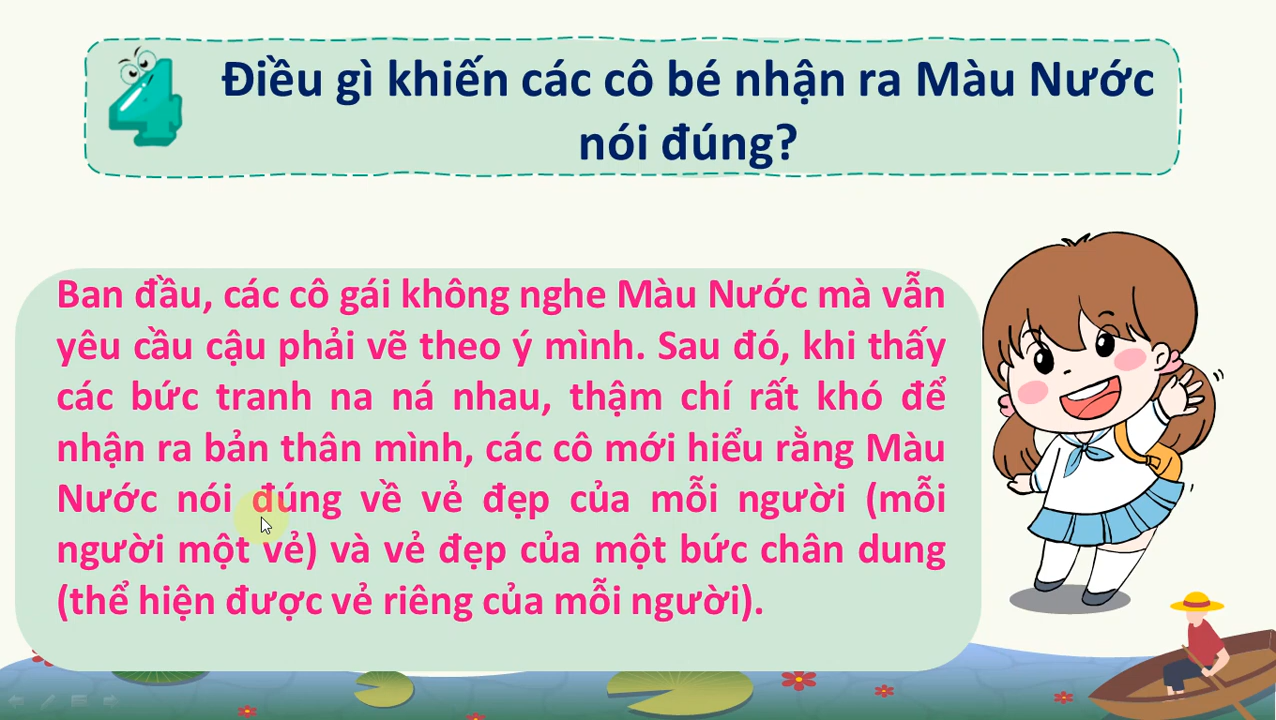 4
Điều gì khiến các cô bé nhận ra Màu Nước
nói đúng?
Ban đầu, các cô gái không nghe Màu Nước mà vẫn
yêu cầu cậu phải vẽ theo ý mình. Sau đó, khi thấy
các bức tranh na ná nhau, thậm chí rất khó để
nhận ra bản thân mình, các cô mới hiểu rằng Màu
Nước nói đúng về vẻ đẹp của mỗi người (mỗi
người một vẻ) và vẻ đẹp của một bức chân dung
(thể hiện được vẻ riêng của mỗi người).